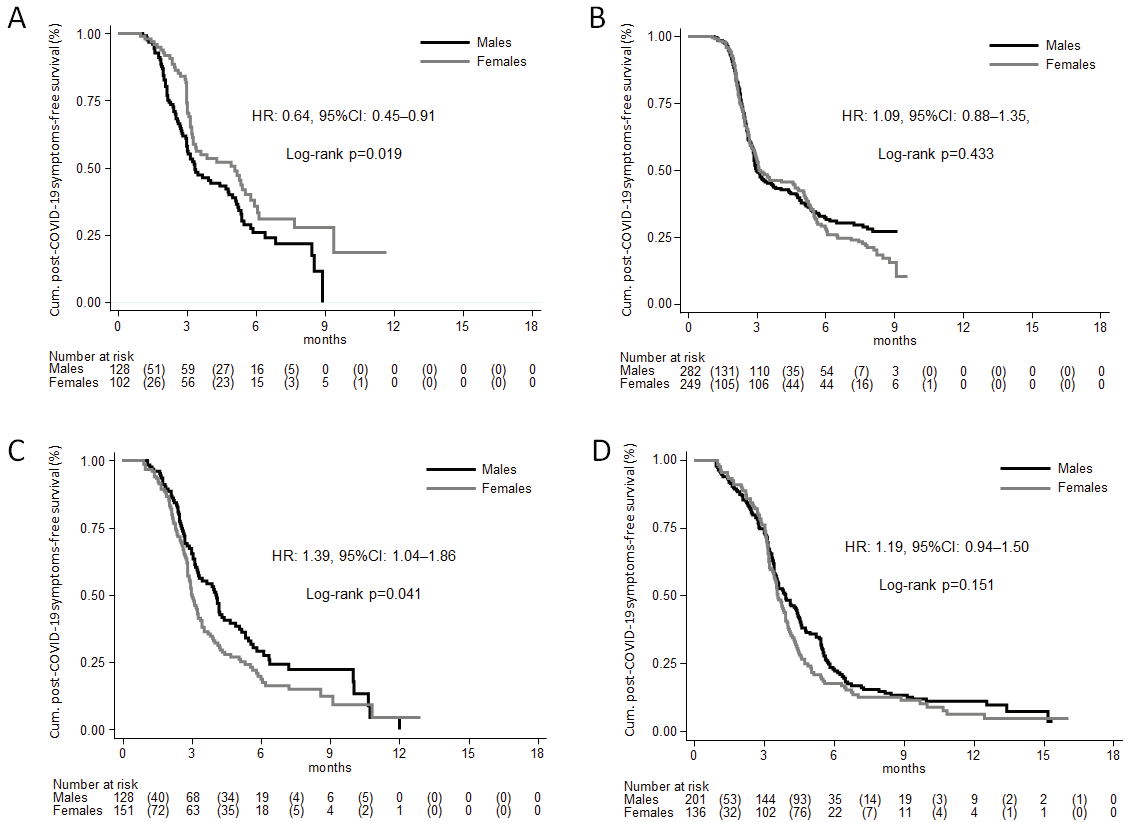 A
Cum. post-COVID-19 symptoms-free survival (%)
1.00
0.75
0.50
0.25
0.00
Males
Females
HR: 0.64, 95%CI: 0.45–0.91
Log-rank p=0.019
0 3 6 9 12 15 18
months
Number at risk
Males 128 (51) 59 (27) 16 (5) 0 (0) 0 (0) 0 (0) 0
Females 102 (26) 56 (23) 15 (3) 5 (1) 0 (0) 0 (0) 0
B
Cum. post-COVID-19 symptoms-free survival (%)
1.00
0.75
0.50
0.25
0.00
Males
Females
HR: 1.09, 95%CI: 0.88–1.35,
Log-rank p=0.433
0 3 6 9 12 15 18
months
Number at risk
Males 282 (131) 110 (35) 54 (7) 3 (0) 0 (0) 0 (0) 0
Females 249 (105) 106 (44) 44 (16) 6 (1) 0 (0) 0 (0) 0
C
Cum. post-COVID-19 symptoms-free survival (%)
1.00
0.75
0.50
0.25
0.00
Males
Females
HR: 1.39, 95%CI: 1.04–1.86
Log-rank p=0.041
0 3 6 9 12 15 18
months
Number at risk
Males 128 (40) 68 (34) 19 (4) 6 (5) 0 (0) 0 (0) 0
Females 151 (72) 63 (35) 18 (5) 4 (2) 1 (0) 0 (0) 0
D
Cum. post-COVID-19 symptoms-free survival (%)
1.00
0.75
0.50
0.25
0.00
Males
Females
HR: 1.19, 95%CI: 0.94–1.50
Log-rank p=0.151
0 3 6 9 12 15 18
months
Number at risk
Males 201 (53) 144 (93) 35 (14) 19 (3) 9 (2) 2 (1) 0
Females 136 (32) 102 (76) 22 (7) 11 (4) 4 (1) 1 (0) 0